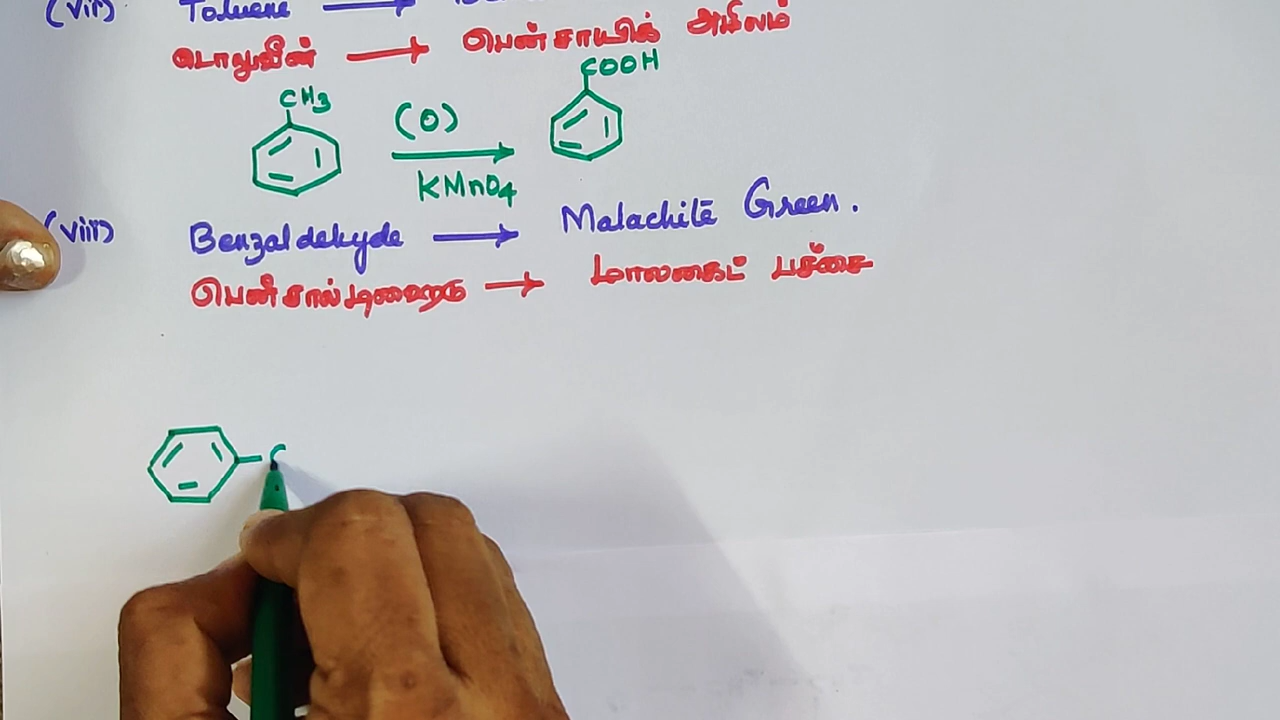 (vii) Toluene →
டொலுவீன் → பென்சாயிக் அமிலம்
CH3 COOH
(O)
KMnO4
(viii) Benzaldehyde → Malachite Green.
பென்சால்டிஹைடு → மாலகைட் பச்சை
C